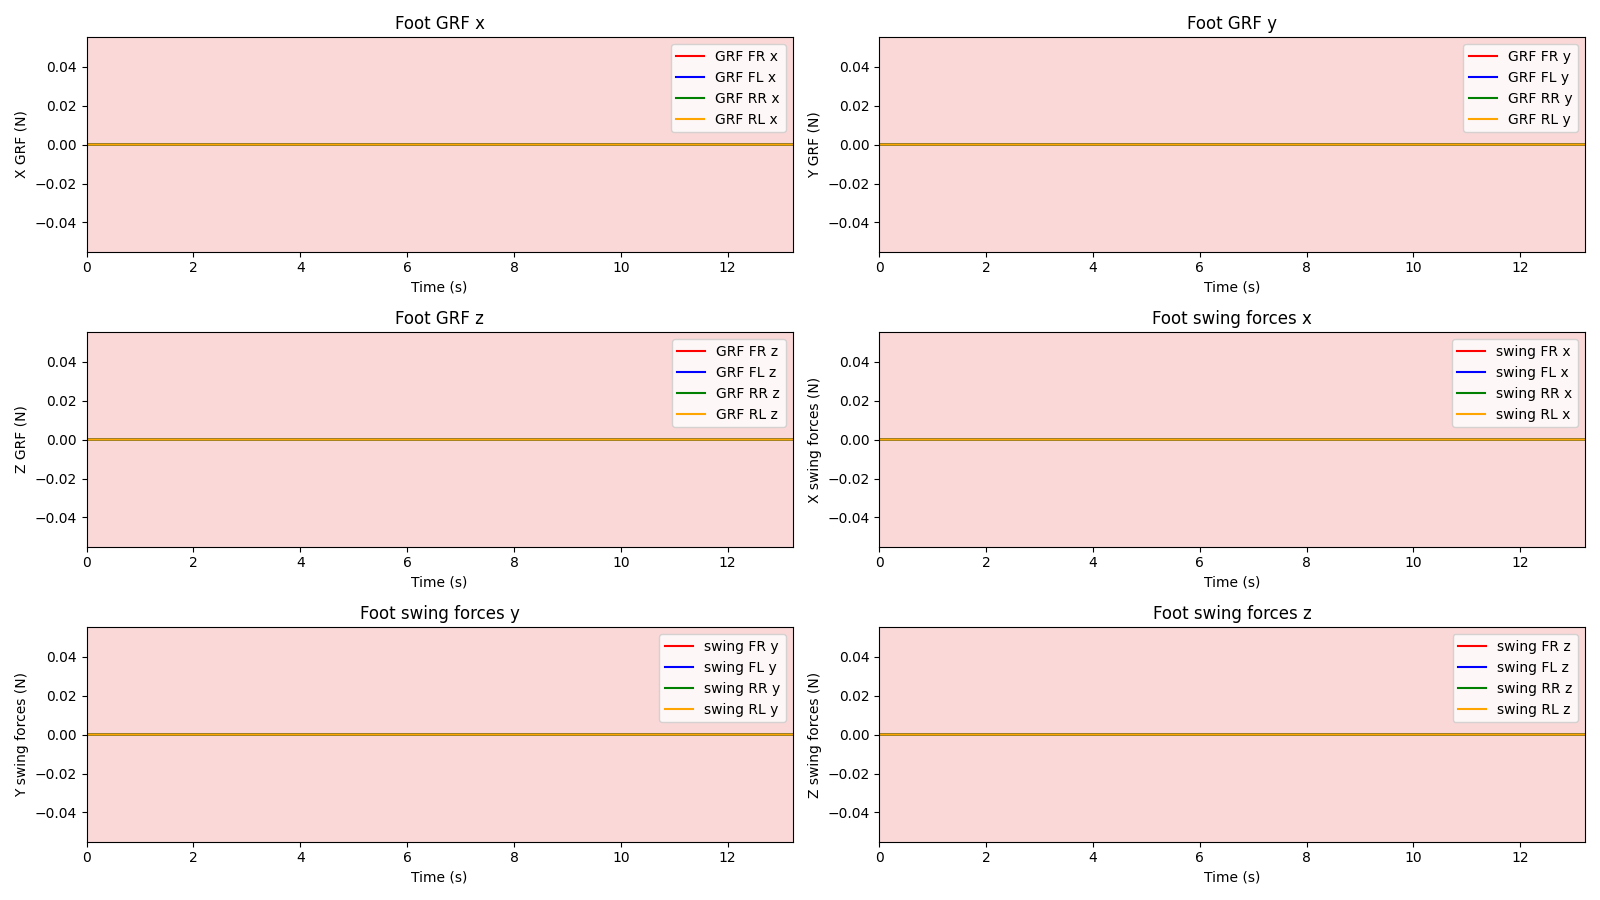 Foot GRF x
X GRF (N)
0.04
0.02
0.00
−0.02
−0.04
GRF FR x
GRF FL x
GRF RR x
GRF RL x
0 2 4 6 8 10 12
Time (s)
Foot GRF y
Y GRF (N)
0.04
0.02
0.00
−0.02
−0.04
GRF FR y
GRF FL y
GRF RR y
GRF RL y
0 2 4 6 8 10 12
Time (s)
Foot GRF z
Z GRF (N)
0.04
0.02
0.00
−0.02
−0.04
GRF FR z
GRF FL z
GRF RR z
GRF RL z
0 2 4 6 8 10 12
Time (s)
Foot swing forces x
X swing forces (N)
0.04
0.02
0.00
−0.02
−0.04
swing FR x
swing FL x
swing RR x
swing RL x
0 2 4 6 8 10 12
Time (s)
Foot swing forces y
Y swing forces (N)
0.04
0.02
0.00
−0.02
−0.04
swing FR y
swing FL y
swing RR y
swing RL y
0 2 4 6 8 10 12
Time (s)
Foot swing forces z
Z swing forces (N)
0.04
0.02
0.00
−0.02
−0.04
swing FR z
swing FL z
swing RR z
swing RL z
0 2 4 6 8 10 12
Time (s)